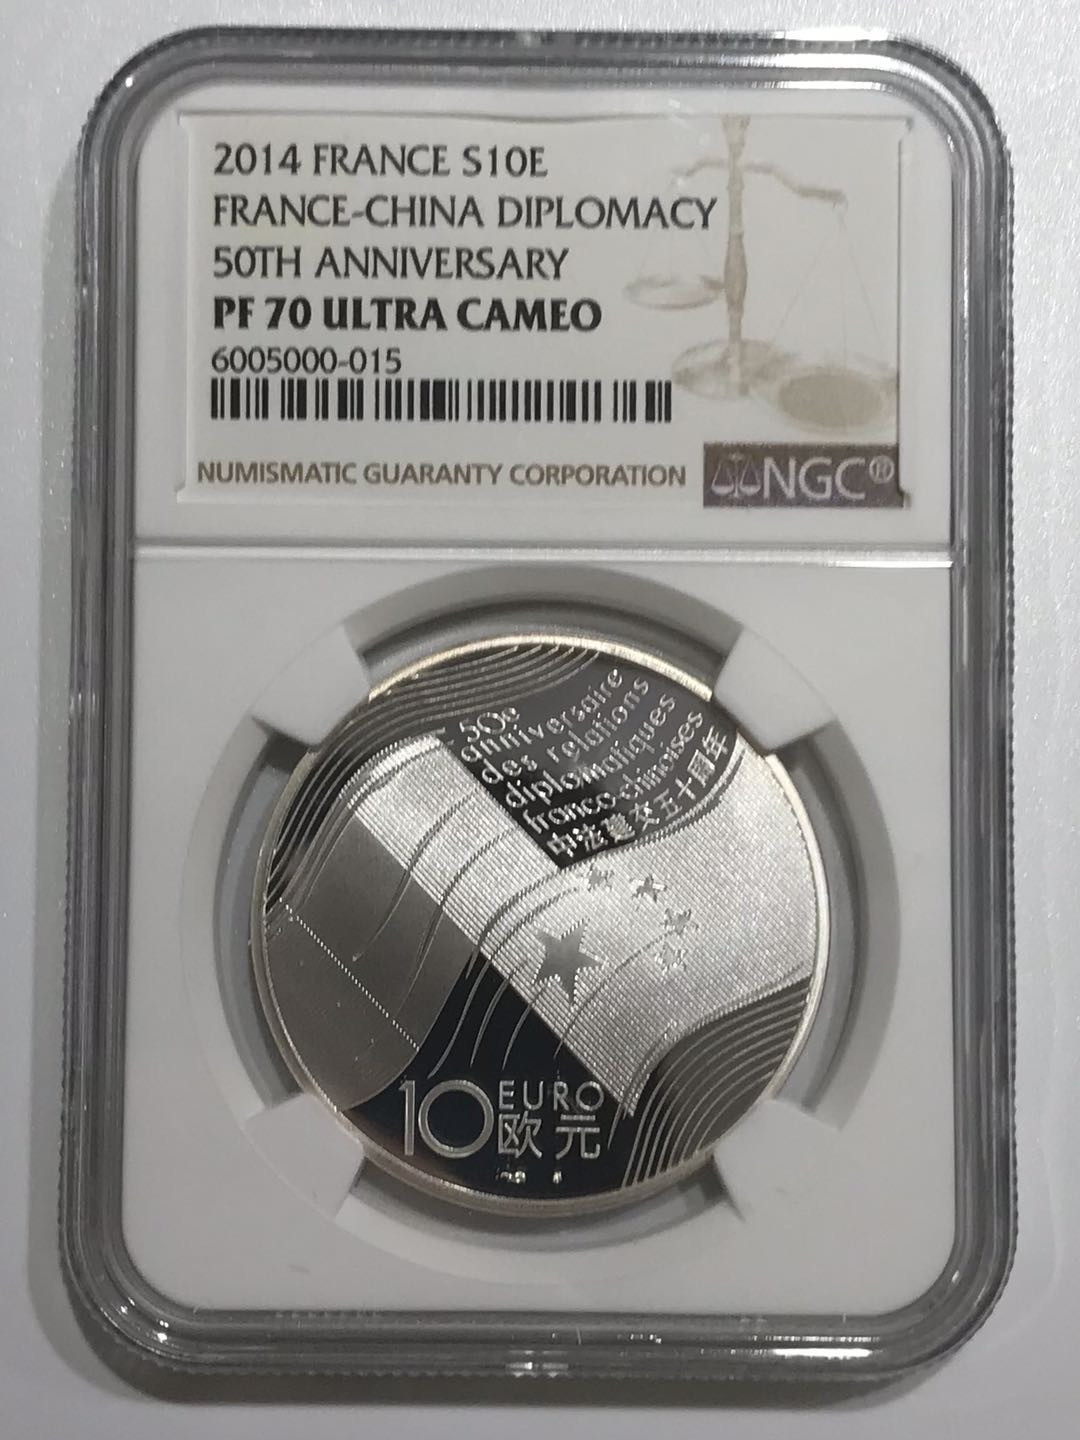 2014 FRANCE S10E
FRANCE-CHINA DIPLOMACY
50TH ANNIVERSARY
PF 70 ULTRA CAMEO
6005000-015
NUMISMATIC GUARANTY CORPORATION
NGC®
50e
anniversaire
des relations
diplomatiques
franco-chinoises
中法建交五十周年
10 EURO
欧元